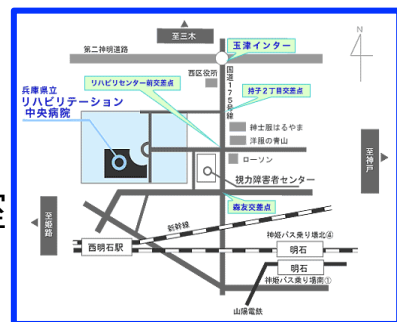 至三木
N
第二神明道路
玉津インター
西区役所
国道175号線
リハビリセンター前交差点
持子2丁目交差点
兵庫県立
リハビリテーション
中央病院
紳士服はるやま
洋服の青山
ローソン
至神戸
視力障害者センター
至姫路
森友交差点
新幹線
神姫バス乗り場北④
西明石駅
明石
明石
神姫バス乗り場南①
山陽電鉄